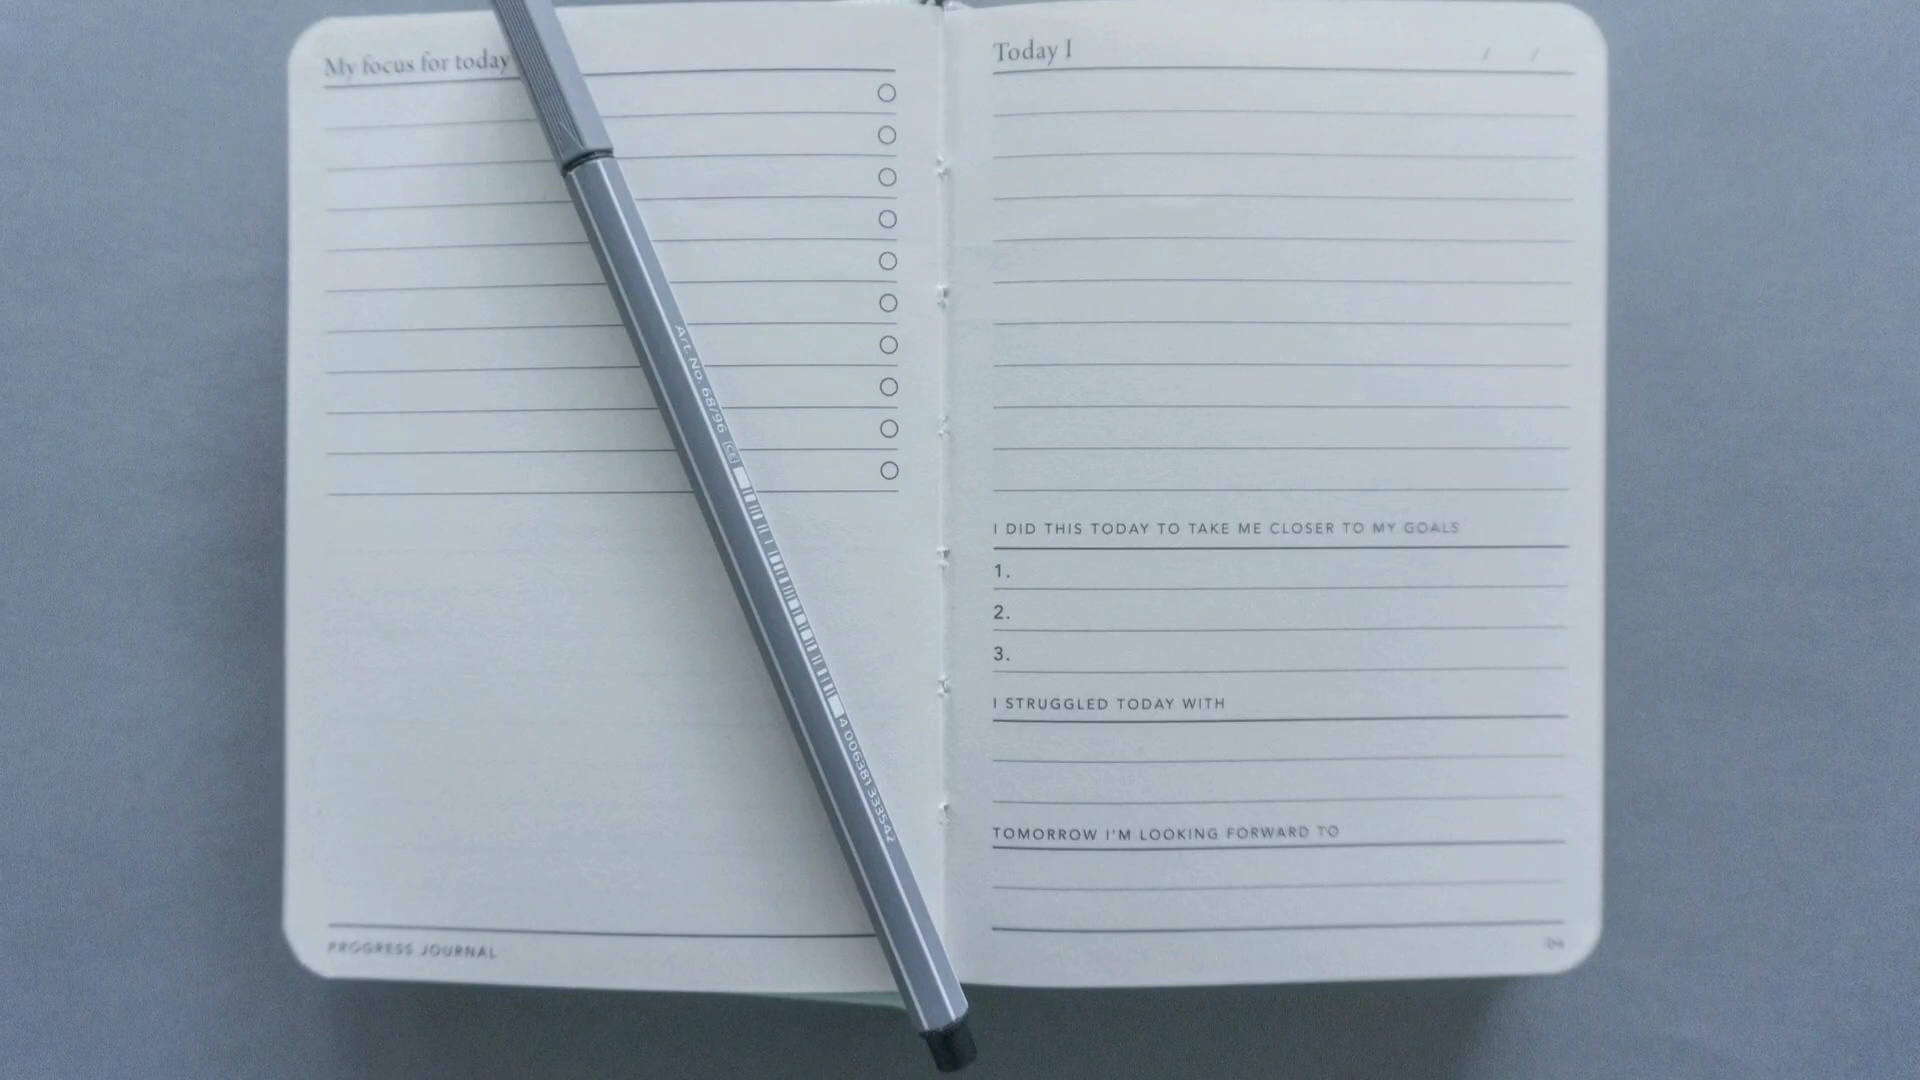 My focus for today
PROGRESS JOURNAL
Today I / /
I DID THIS TODAY TO TAKE ME CLOSER TO MY GOALS
1.
2.
3.
I STRUGGLED TODAY WITH
TOMORROW I'M LOOKING FORWARD TO
Art.-No. 68/96 CE
4 006381 333542